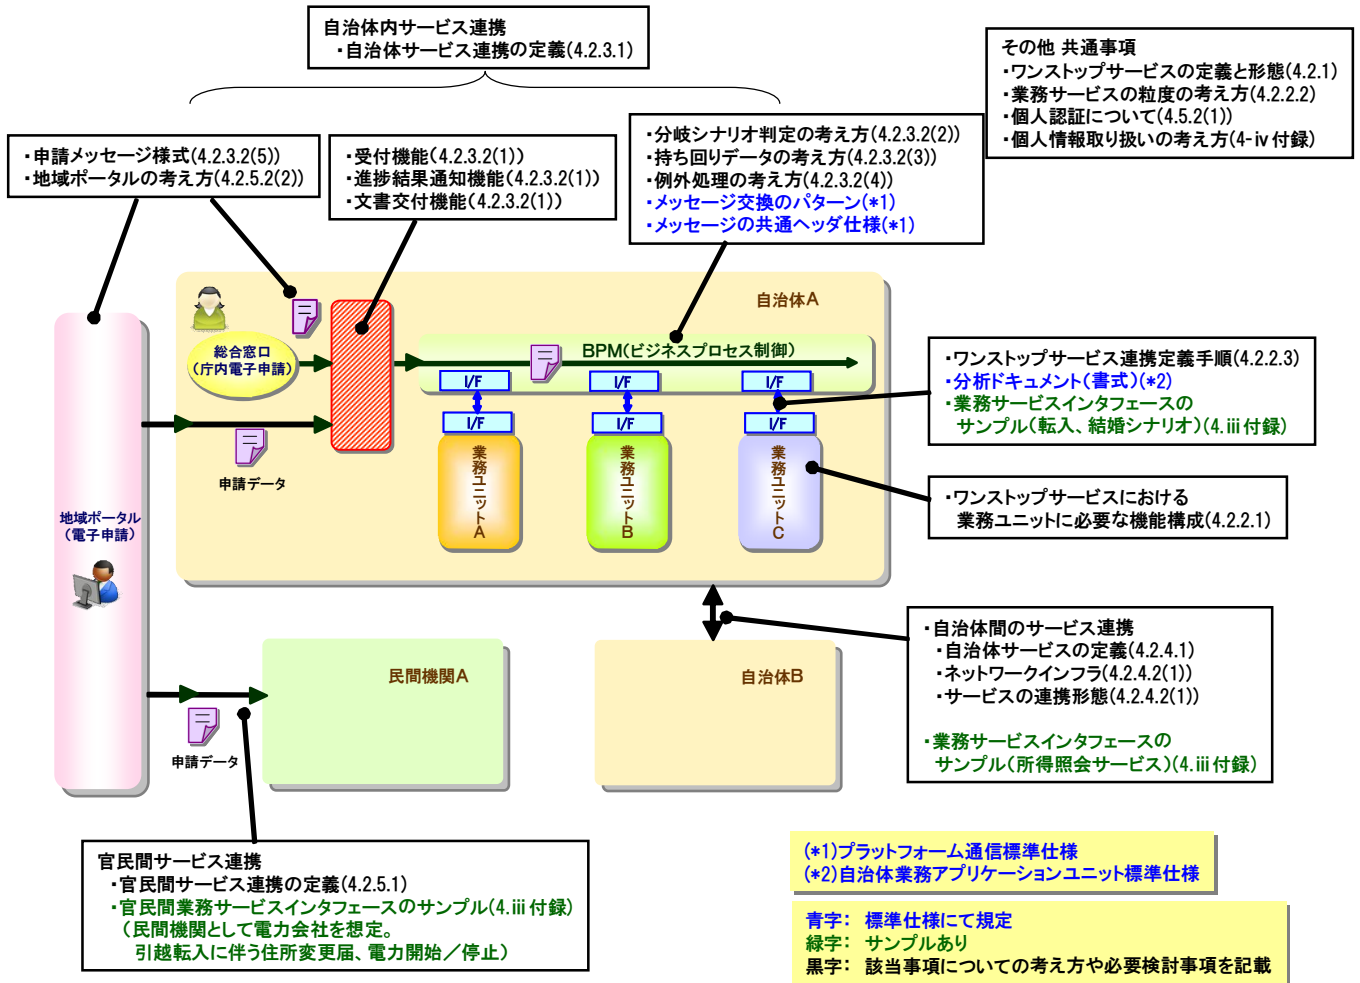 自治体内サービス連携
・自治体サービス連携の定義(4.2.3.1)
その他 共通事項
・ワンストップサービスの定義と形態(4.2.1)
・業務サービスの粒度の考え方(4.2.2.2)
・個人認証について(4.5.2(1))
・個人情報取り扱いの考え方(4-ⅳ付録)
・申請メッセージ様式(4.2.3.2(5))
・地域ポータルの考え方(4.2.5.2(2))
・受付機能(4.2.3.2(1))
・進捗結果通知機能(4.2.3.2(1))
・文書交付機能(4.2.3.2(1))
・分岐シナリオ判定の考え方(4.2.3.2(2))
・持ち回りデータの考え方(4.2.3.2(3))
・例外処理の考え方(4.2.3.2(4))
・メッセージ交換のパターン(*1)
・メッセージの共通ヘッダ仕様(*1)
自治体A
総合窓口
(庁内電子申請)
BPM(ビジネスプロセス制御)
I/F
I/F
I/F
I/F
I/F
I/F
業務ユニットA
業務ユニットB
業務ユニットC
申請データ
地域ポータル
(電子申請)
・ワンストップサービス連携定義手順(4.2.2.3)
・分析ドキュメント(書式)(*2)
・業務サービスインタフェースの
サンプル(転入、結婚シナリオ)(4.ⅲ付録)
・ワンストップサービスにおける
業務ユニットに必要な機能構成(4.2.2.1)
民間機関A
自治体B
申請データ
・自治体間のサービス連携
・自治体サービスの定義(4.2.4.1)
・ネットワークインフラ(4.2.4.2(1))
・サービスの連携形態(4.2.4.2(1))
・業務サービスインタフェースの
サンプル(所得照会サービス)(4.ⅲ付録)
官民間サービス連携
・官民間サービス連携の定義(4.2.5.1)
・官民間業務サービスインタフェースのサンプル(4.ⅲ付録)
(民間機関として電力会社を想定。
引越転入に伴う住所変更届、電力開始／停止)
(*1)プラットフォーム通信標準仕様
(*2)自治体業務アプリケーションユニット標準仕様
青字: 標準仕様にて規定
緑字: サンプルあり
黒字: 該当事項についての考え方や必要検討事項を記載